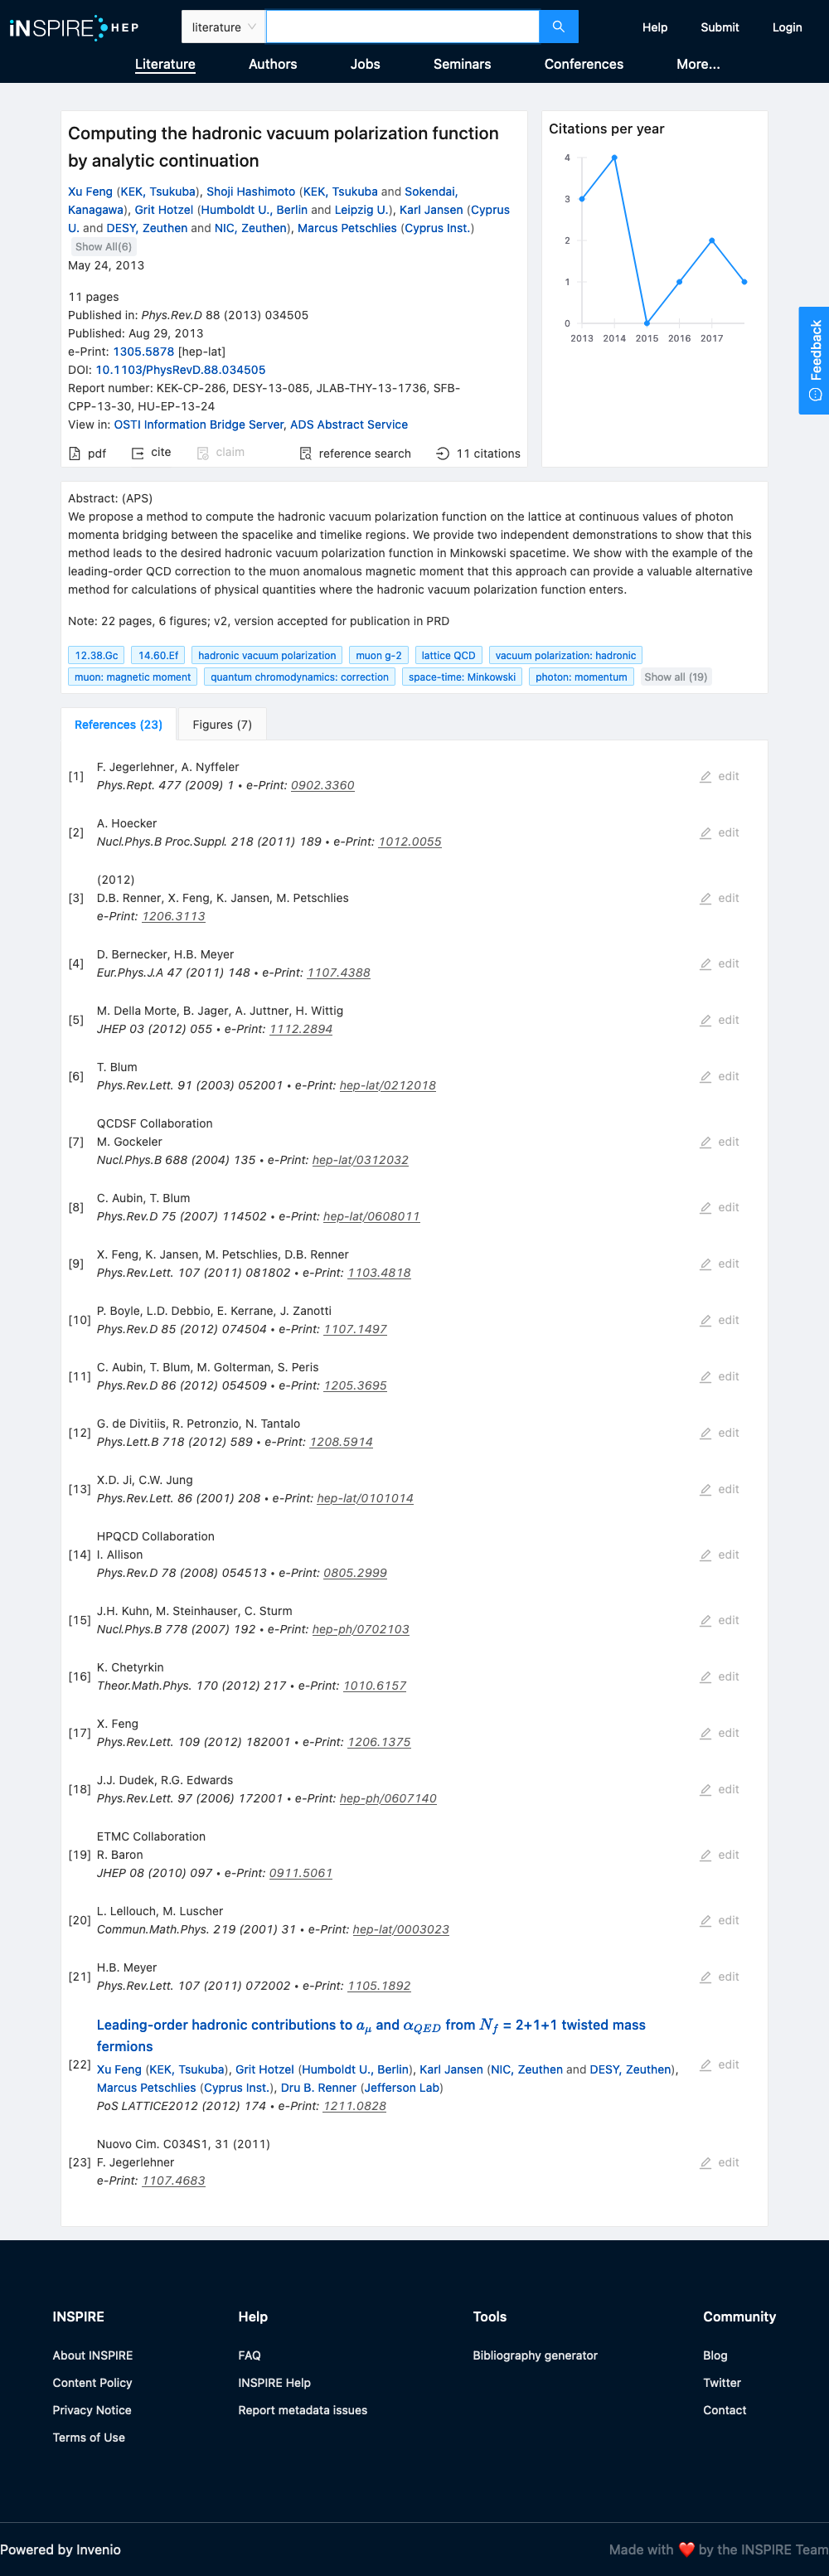 iNSPIRE HEP
literature
Help
Submit
Login
Literature
Authors
Jobs
Seminars
Conferences
More...
Computing the hadronic vacuum polarization function
by analytic continuation
Xu Feng (KEK, Tsukuba), Shoji Hashimoto (KEK, Tsukuba and Sokendai,
Kanagawa), Grit Hotzel (Humboldt U., Berlin and Leipzig U.), Karl Jansen (Cyprus
U. and DESY, Zeuthen and NIC, Zeuthen), Marcus Petschlies (Cyprus Inst.)
Show All(6)
May 24, 2013
11 pages
Published in: Phys.Rev.D 88 (2013) 034505
Published: Aug 29, 2013
e-Print: 1305.5878 [hep-lat]
DOI: 10.1103/PhysRevD.88.034505
Report number: KEK-CP-286, DESY-13-085, JLAB-THY-13-1736, SFB-
CPP-13-30, HU-EP-13-24
View in: OSTI Information Bridge Server, ADS Abstract Service
pdf
cite
claim
reference search
11 citations
Citations per year
4
3
2
1
0
2013 2014 2015 2016 2017
Feedback
Abstract: (APS)
We propose a method to compute the hadronic vacuum polarization function on the lattice at continuous values of photon
momenta bridging between the spacelike and timelike regions. We provide two independent demonstrations to show that this
method leads to the desired hadronic vacuum polarization function in Minkowski spacetime. We show with the example of the
leading-order QCD correction to the muon anomalous magnetic moment that this approach can provide a valuable alternative
method for calculations of physical quantities where the hadronic vacuum polarization function enters.
Note: 22 pages, 6 figures; v2, version accepted for publication in PRD
12.38.Gc
14.60.Ef
hadronic vacuum polarization
muon g-2
lattice QCD
vacuum polarization: hadronic
muon: magnetic moment
quantum chromodynamics: correction
space-time: Minkowski
photon: momentum
Show all (19)
References (23)
Figures (7)
[1]
F. Jegerlehner, A. Nyffeler
Phys.Rept. 477 (2009) 1 • e-Print: 0902.3360
edit
[2]
A. Hoecker
Nucl.Phys.B Proc.Suppl. 218 (2011) 189 • e-Print: 1012.0055
edit
(2012)
[3]
D.B. Renner, X. Feng, K. Jansen, M. Petschlies
e-Print: 1206.3113
edit
[4]
D. Bernecker, H.B. Meyer
Eur.Phys.J.A 47 (2011) 148 • e-Print: 1107.4388
edit
[5]
M. Della Morte, B. Jager, A. Juttner, H. Wittig
JHEP 03 (2012) 055 • e-Print: 1112.2894
edit
[6]
T. Blum
Phys.Rev.Lett. 91 (2003) 052001 • e-Print: hep-lat/0212018
edit
QCDSF Collaboration
[7]
M. Gockeler
Nucl.Phys.B 688 (2004) 135 • e-Print: hep-lat/0312032
edit
[8]
C. Aubin, T. Blum
Phys.Rev.D 75 (2007) 114502 • e-Print: hep-lat/0608011
edit
[9]
X. Feng, K. Jansen, M. Petschlies, D.B. Renner
Phys.Rev.Lett. 107 (2011) 081802 • e-Print: 1103.4818
edit
[10]
P. Boyle, L.D. Debbio, E. Kerrane, J. Zanotti
Phys.Rev.D 85 (2012) 074504 • e-Print: 1107.1497
edit
[11]
C. Aubin, T. Blum, M. Golterman, S. Peris
Phys.Rev.D 86 (2012) 054509 • e-Print: 1205.3695
edit
[12]
G. de Divitiis, R. Petronzio, N. Tantalo
Phys.Lett.B 718 (2012) 589 • e-Print: 1208.5914
edit
[13]
X.D. Ji, C.W. Jung
Phys.Rev.Lett. 86 (2001) 208 • e-Print: hep-lat/0101014
edit
HPQCD Collaboration
[14]
I. Allison
Phys.Rev.D 78 (2008) 054513 • e-Print: 0805.2999
edit
[15]
J.H. Kuhn, M. Steinhauser, C. Sturm
Nucl.Phys.B 778 (2007) 192 • e-Print: hep-ph/0702103
edit
[16]
K. Chetyrkin
Theor.Math.Phys. 170 (2012) 217 • e-Print: 1010.6157
edit
[17]
X. Feng
Phys.Rev.Lett. 109 (2012) 182001 • e-Print: 1206.1375
edit
[18]
J.J. Dudek, R.G. Edwards
Phys.Rev.Lett. 97 (2006) 172001 • e-Print: hep-ph/0607140
edit
ETMC Collaboration
[19]
R. Baron
JHEP 08 (2010) 097 • e-Print: 0911.5061
edit
[20]
L. Lellouch, M. Luscher
Commun.Math.Phys. 219 (2001) 31 • e-Print: hep-lat/0003023
edit
[21]
H.B. Meyer
Phys.Rev.Lett. 107 (2011) 072002 • e-Print: 1105.1892
edit
Leading-order hadronic contributions to aμ and αQED from Nf = 2+1+1 twisted mass
fermions
[22]
Xu Feng (KEK, Tsukuba), Grit Hotzel (Humboldt U., Berlin), Karl Jansen (NIC, Zeuthen and DESY, Zeuthen),
Marcus Petschlies (Cyprus Inst.), Dru B. Renner (Jefferson Lab)
PoS LATTICE2012 (2012) 174 • e-Print: 1211.0828
edit
Nuovo Cim. C034S1, 31 (2011)
[23]
F. Jegerlehner
e-Print: 1107.4683
edit
INSPIRE
About INSPIRE
Content Policy
Privacy Notice
Terms of Use
Help
FAQ
INSPIRE Help
Report metadata issues
Tools
Bibliography generator
Community
Blog
Twitter
Contact
Powered by Invenio
Made with ❤️ by the INSPIRE Team